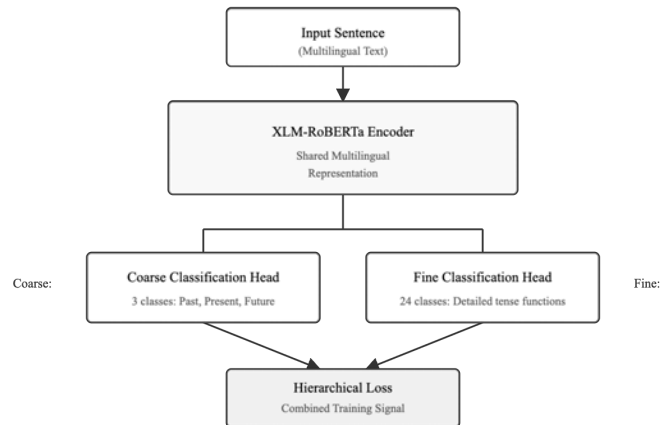 Input Sentence
(Multilingual Text)
XLM-RoBERTa Encoder
Shared Multilingual
Representation
Coarse:
Coarse Classification Head
3 classes: Past, Present, Future
Fine Classification Head
24 classes: Detailed tense functions
Fine:
Hierarchical Loss
Combined Training Signal